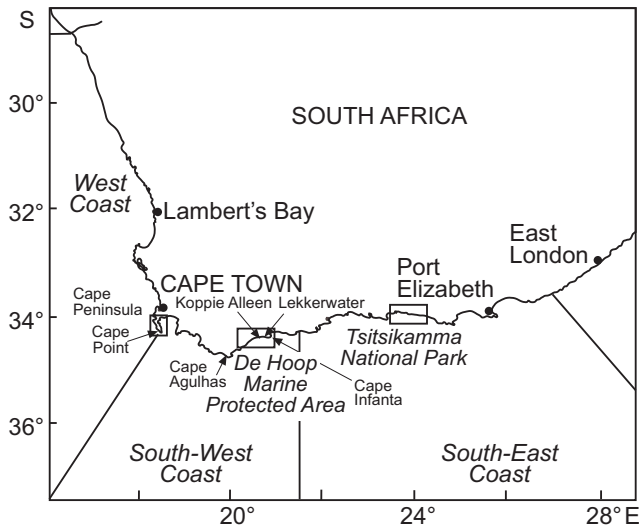 S
30°
SOUTH AFRICA
West
Coast
32°
Lambert's Bay
East
London
CAPE TOWN
Port
Elizabeth
Cape
Peninsula
Koppie Alleen
Lekkerwater
34°
Cape
Point
Tsitsikamma
National Park
Cape
Agulhas
De Hoop
Marine
Protected Area
Cape
Infanta
36°
South-West
Coast
South-East
Coast
20°
24°
28° E